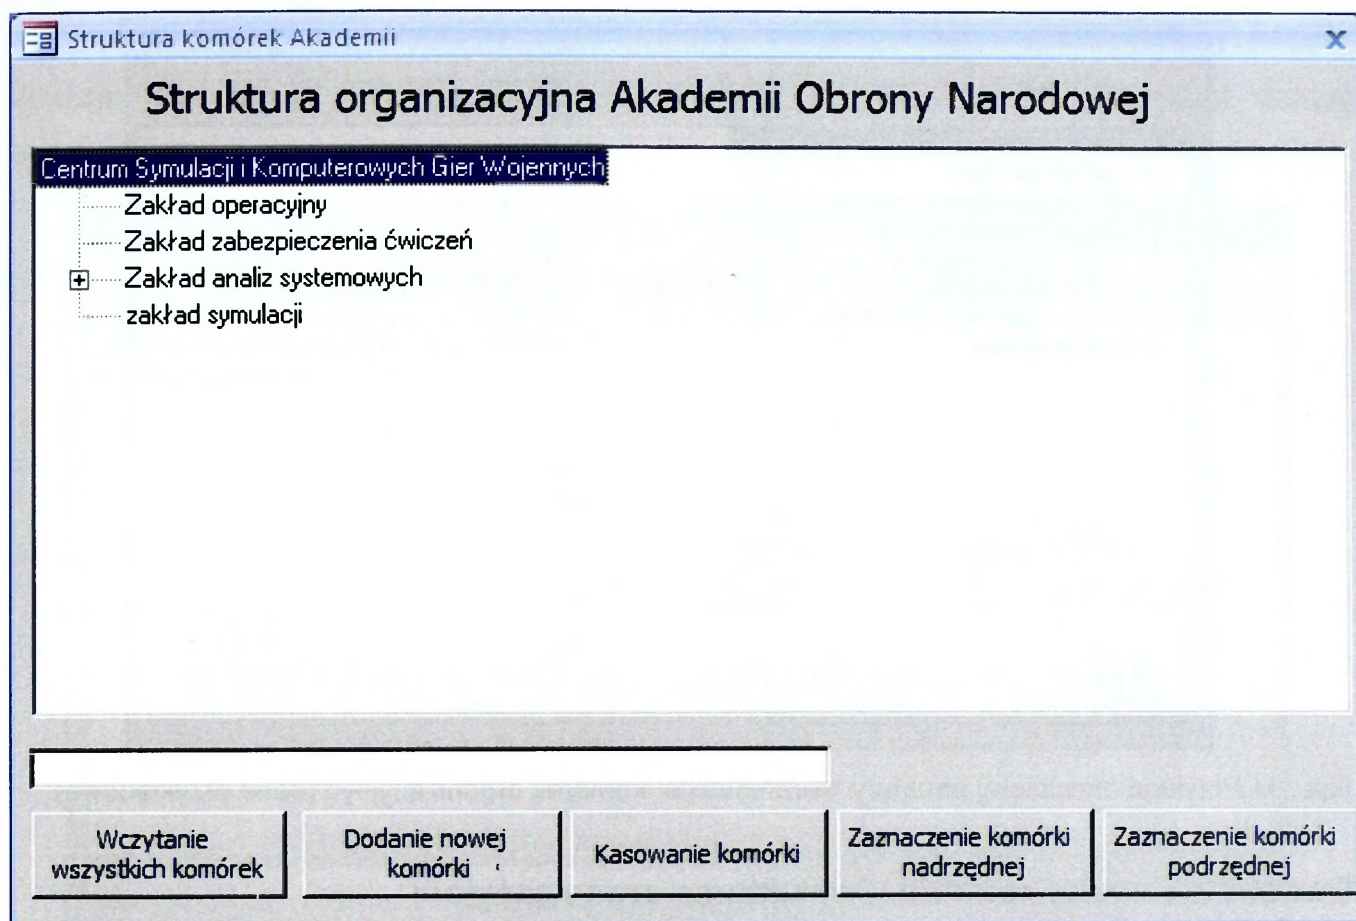 Struktura komórek Akademii
Struktura organizacyjna Akademii Obrony Narodowej
Centrum Symulacji i Komputerowych Gier Wojennych
Zakład operacyjny
Zakład zabezpieczenia ćwiczeń
Zakład analiz systemowych
zakład symulacji
Wczytanie
wszystkich komórek
Dodanie nowej
komórki
Kasowanie komórki
Zaznaczenie komórki
nadrzędnej
Zaznaczenie komórki
podrzędnej